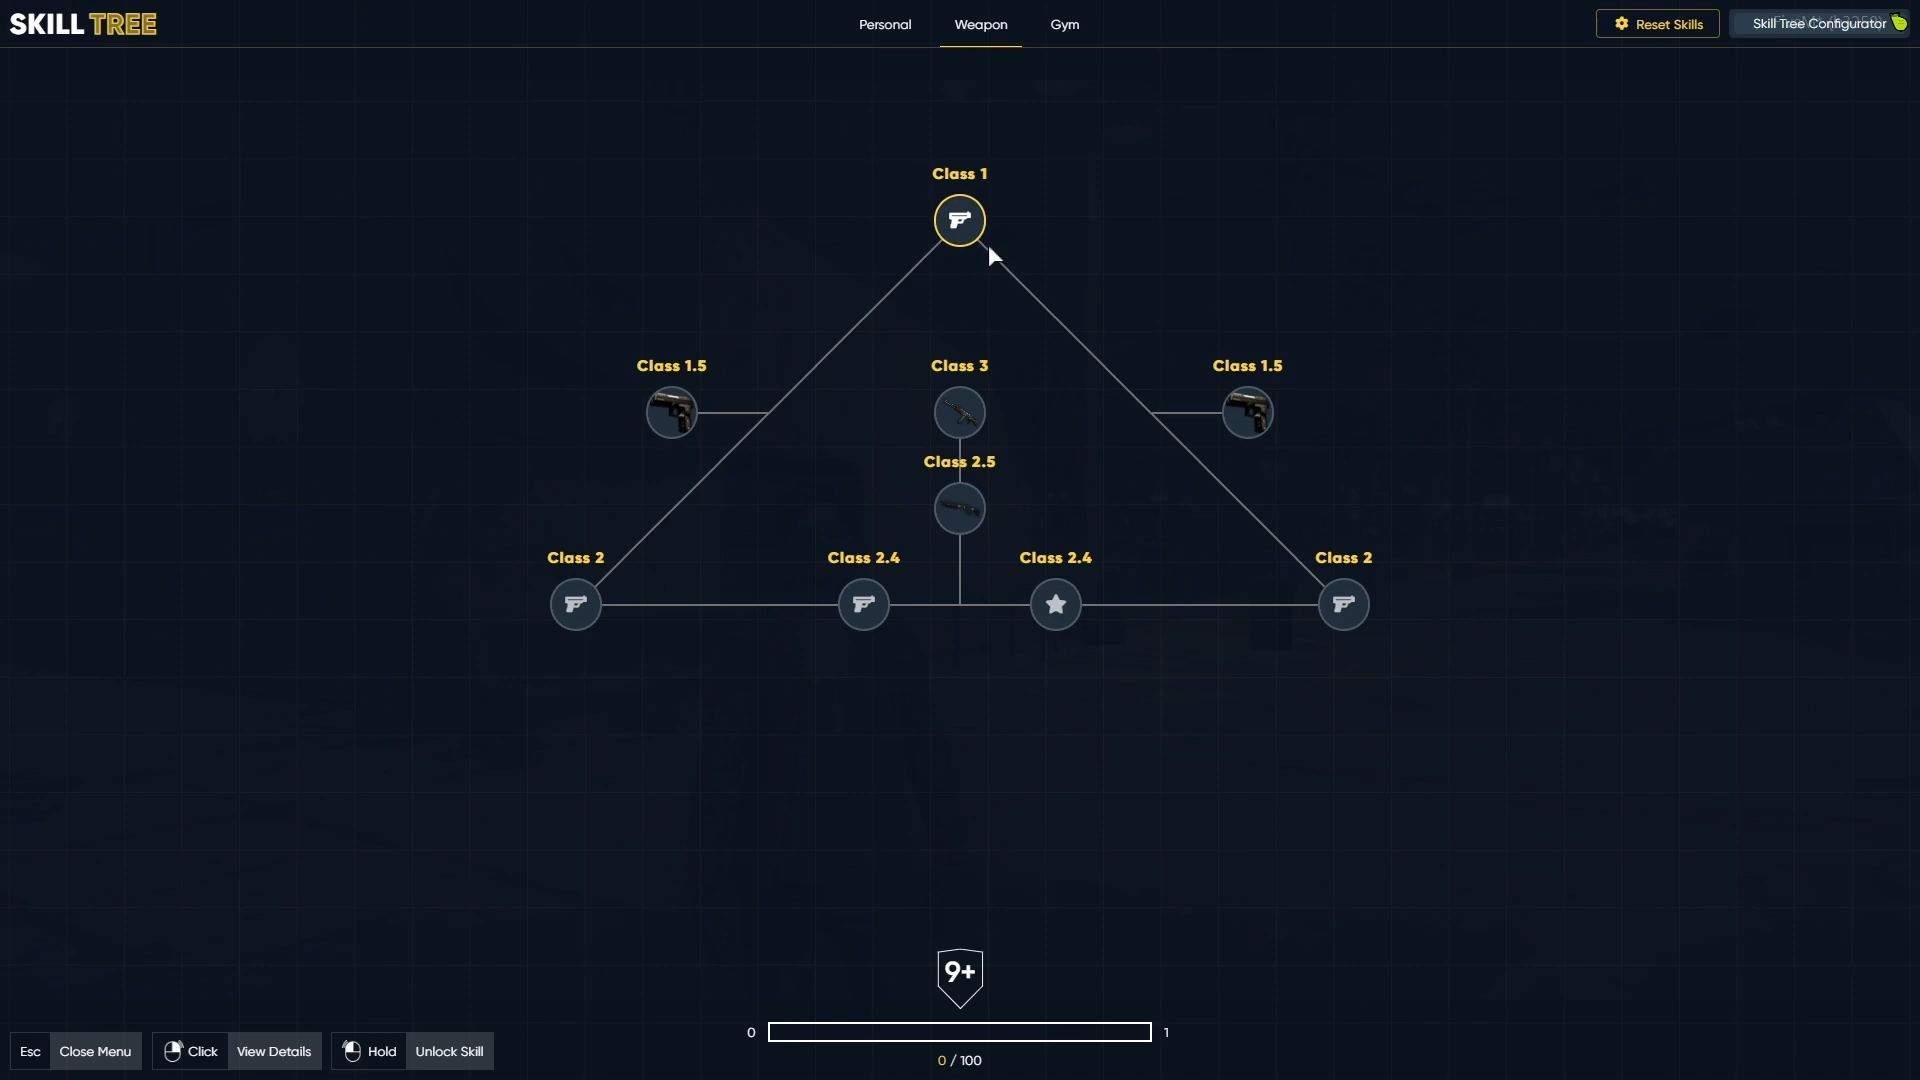 SKILL TREE
Personal
Weapon
Gym
Reset Skills
Skill Tree Configurator
Class 1
Class 1.5
Class 3
Class 1.5
Class 2.5
Class 2
Class 2.4
Class 2.4
Class 2
9+
0
1
0 / 100
Esc Close Menu
Click View Details
Hold Unlock Skill